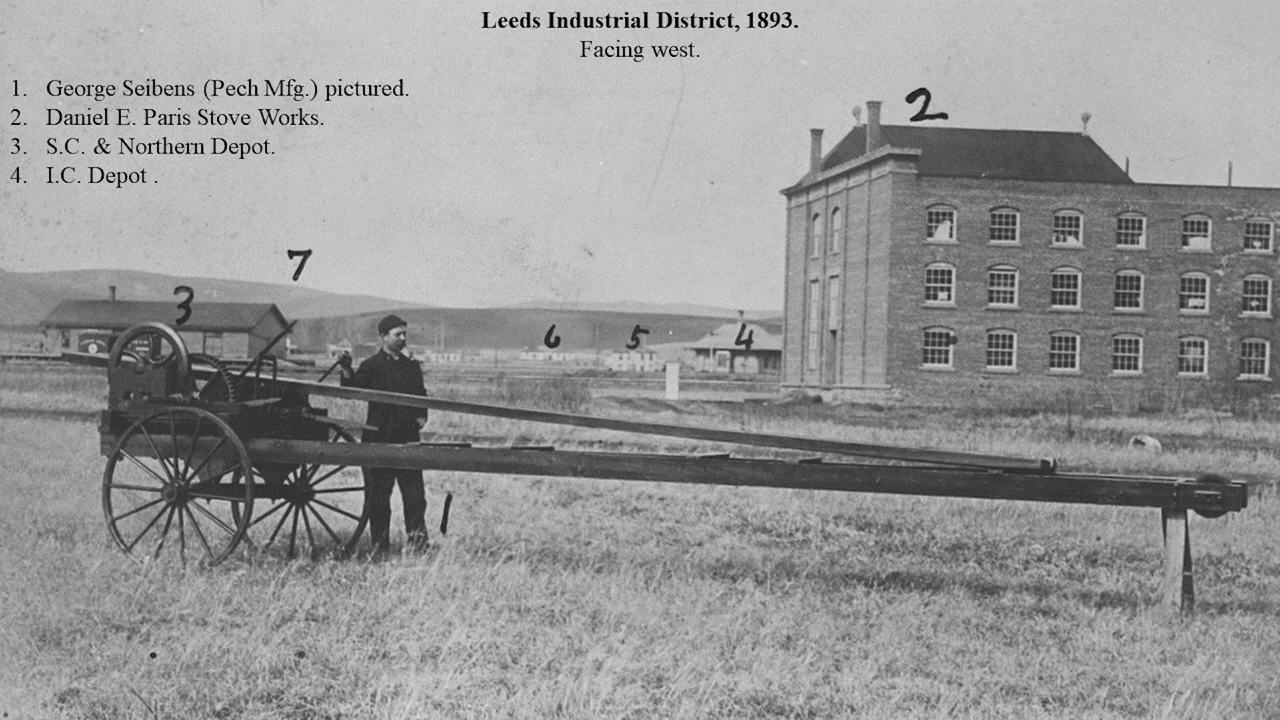 Leeds Industrial District, 1893.
Facing west.
1. George Seibens (Pech Mfg.) pictured.
2. Daniel E. Paris Stove Works.
3. S.C. & Northern Depot.
4. I.C. Depot .
2
7
3
6 5 4
1